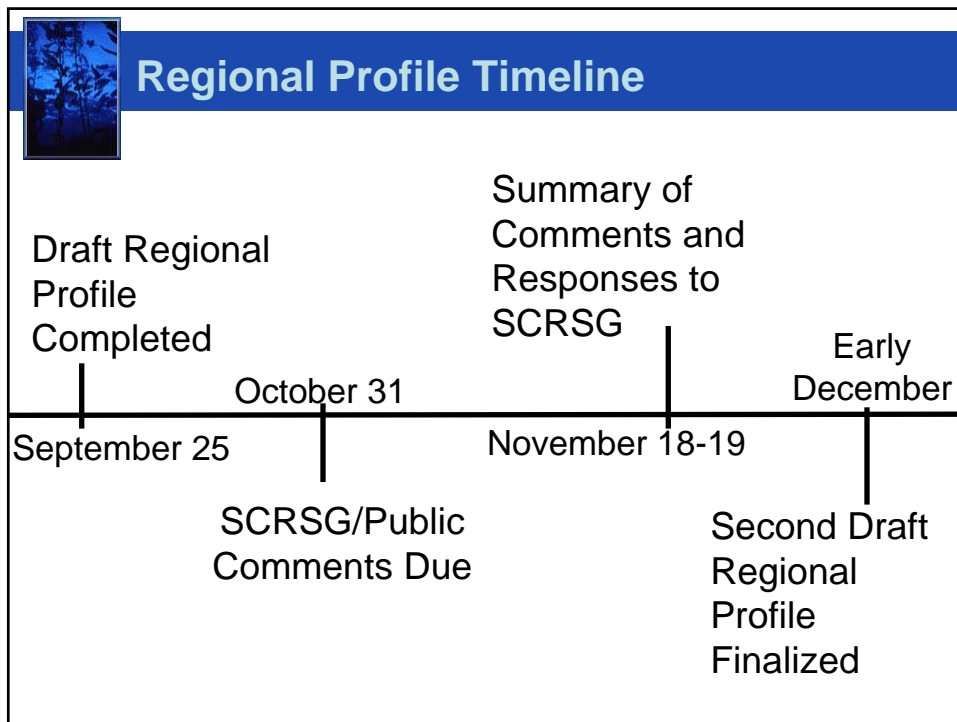 Regional Profile Timeline
Draft Regional
Profile
Completed
September 25
October 31
SCRSG/Public
Comments Due
Summary of
Comments and
Responses to
SCRSG
November 18-19
Early
December
Second Draft
Regional
Profile
Finalized